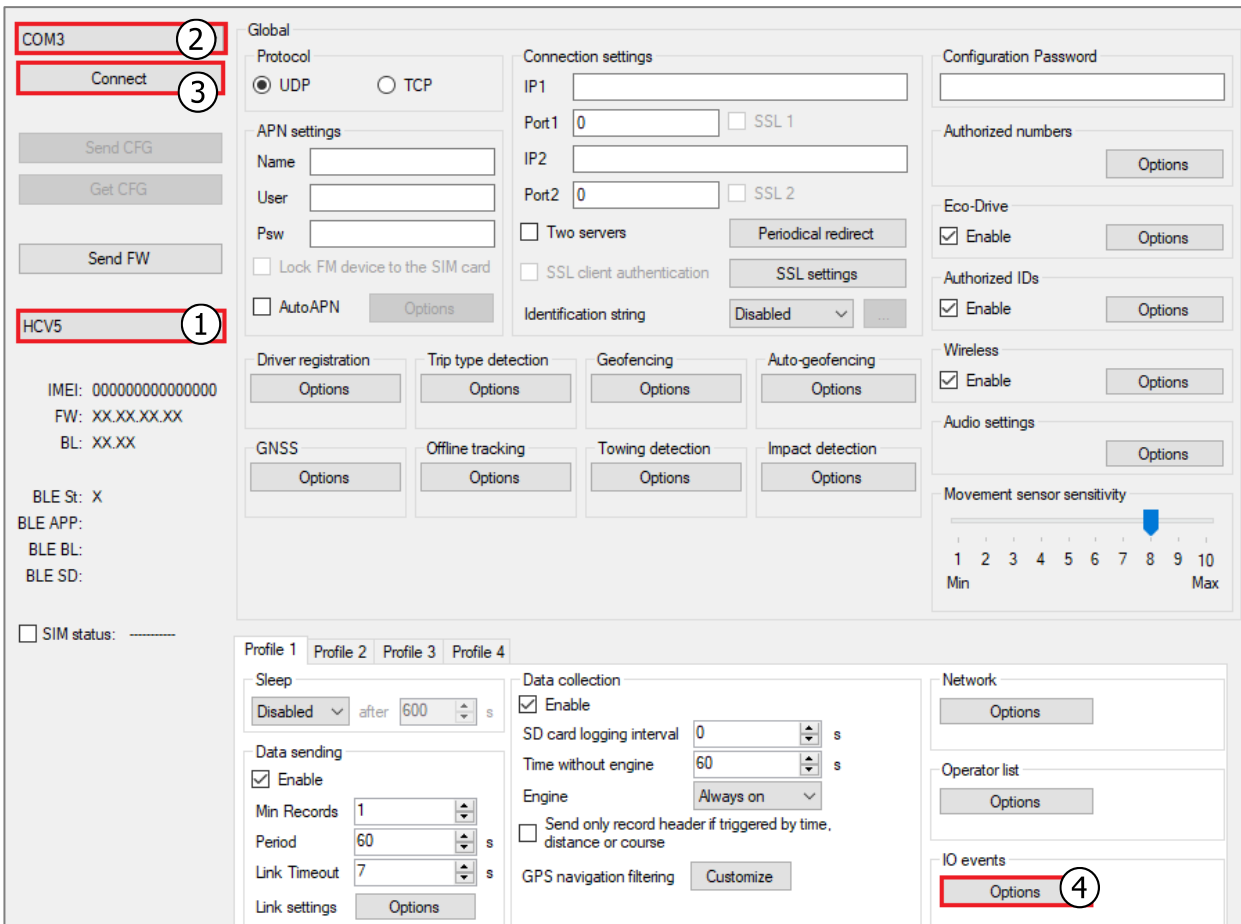 COM3
2
Connect
3
Send CFG
Get CFG
Send FW
HCV5
1
IMEI: 000000000000000
FW: XX.XX.XX.XX
BL: XX.XX
BLE St: X
BLE APP:
BLE BL:
BLE SD:
SIM status: -----------
Global
Protocol
UDP TCP
APN settings
Name
User
Psw
Lock FM device to the SIM card
AutoAPN Options
Connection settings
IP1
Port1 0 SSL 1
IP2
Port2 0 SSL 2
Two servers Periodical redirect
SSL client authentication SSL settings
Identification string Disabled ...
Configuration Password
Authorized numbers
Options
Eco-Drive
Enable Options
Authorized IDs
Enable Options
Wireless
Enable Options
Audio settings
Options
Movement sensor sensitivity
1 2 3 4 5 6 7 8 9 10
Min Max
Driver registration Trip type detection Geofencing Auto-geofencing
Options Options Options Options
GNSS Offline tracking Towing detection Impact detection
Options Options Options Options
Profile 1 Profile 2 Profile 3 Profile 4
Sleep
Disabled after 600 s
Data sending
Enable
Min Records 1
Period 60 s
Link Timeout 7 s
Link settings Options
Data collection
Enable
SD card logging interval 0 s
Time without engine 60 s
Engine Always on
Send only record header if triggered by time,
distance or course
GPS navigation filtering Customize
Network
Options
Operator list
Options
IO events
Options 4